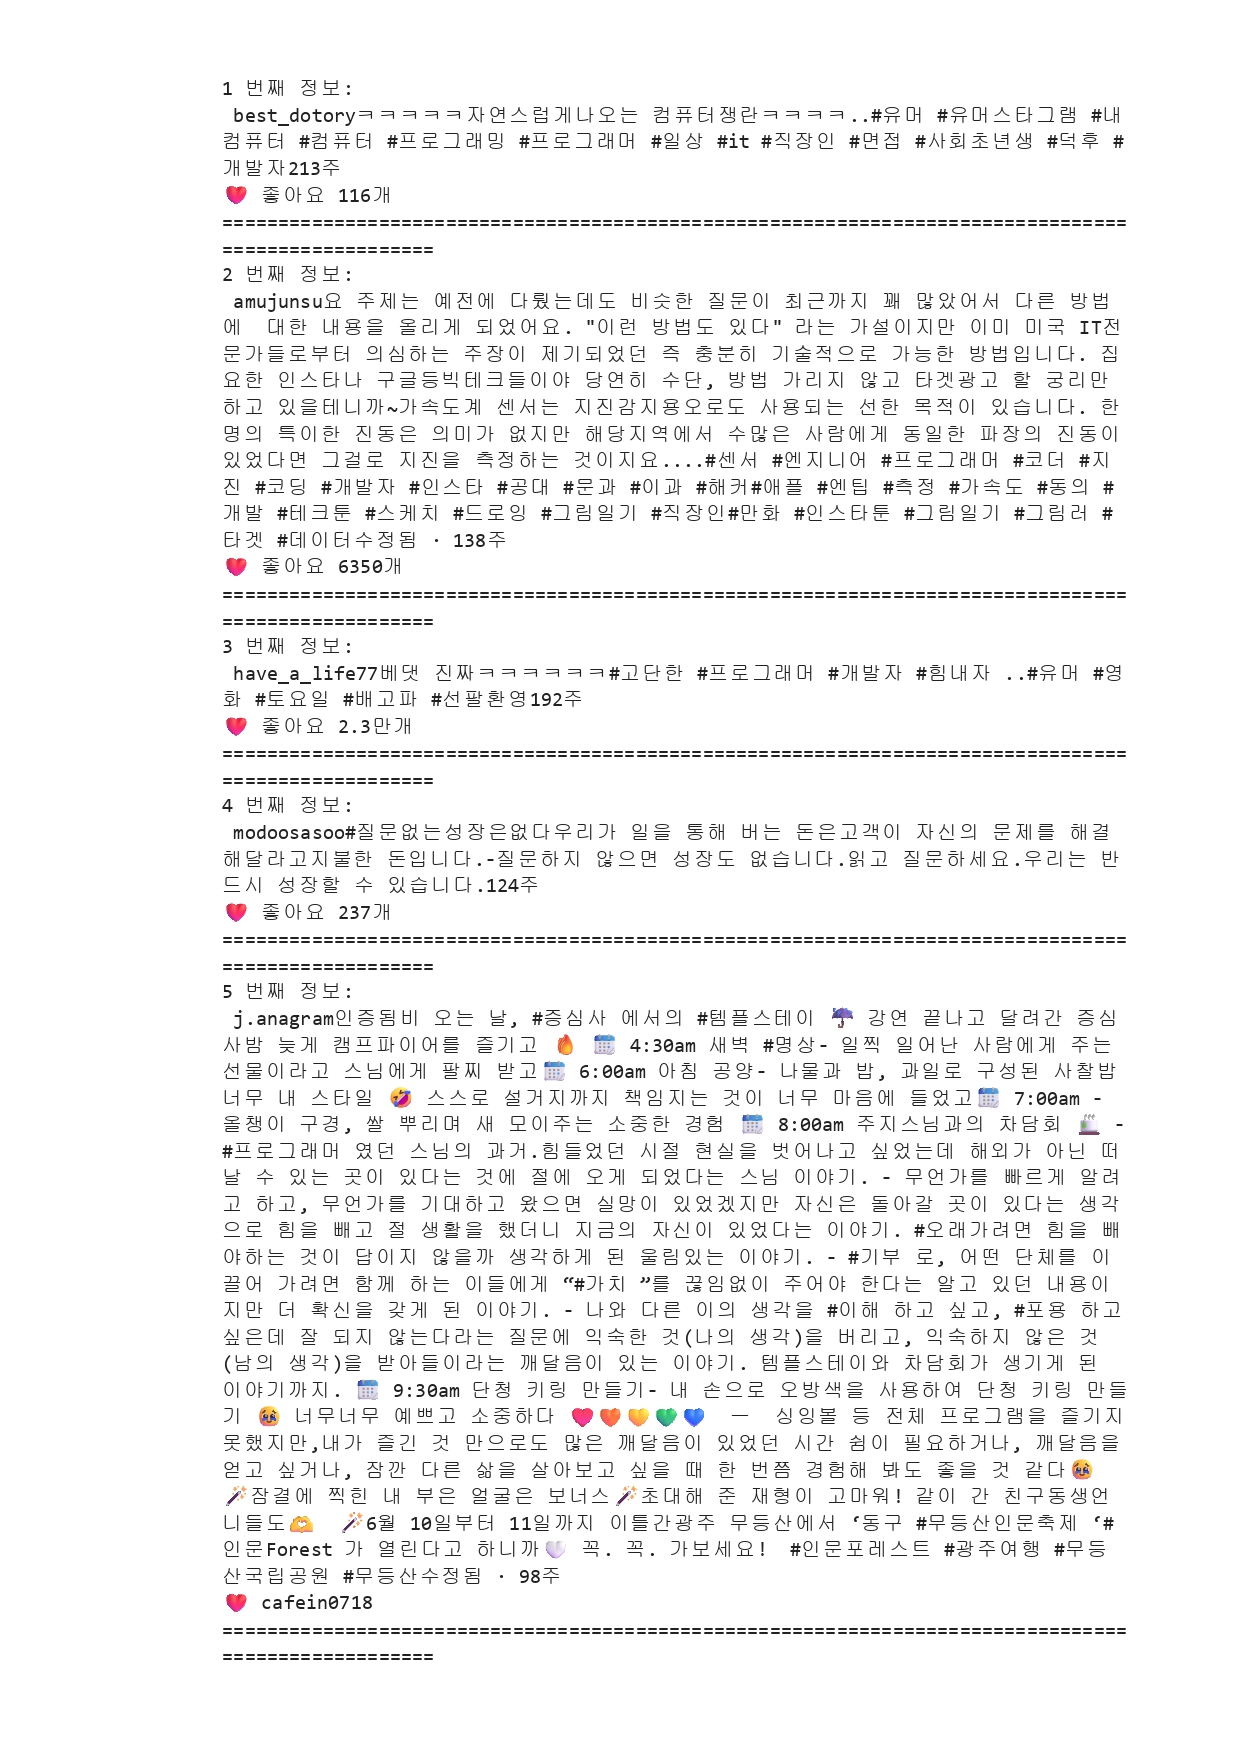 1 번째 정보:
best_dotoryㅋㅋㅋㅋㅋ자연스럽게나오는 컴퓨터쟁란ㅋㅋㅋㅋ..#유머 #유머스타그램 #내
컴퓨터 #컴퓨터 #프로그래밍 #프로그래머 #일상 #it #직장인 #면접 #사회초년생 #덕후 #
개발자213주
❤️ 좋아요 116개
===================================================================================
===================
2 번째 정보:
amujunsu요 주제는 예전에 다뤘는데도 비슷한 질문이 최근까지 꽤 많았어서 다른 방법
에  대한 내용을 올리게 되었어요. "이런 방법도 있다" 라는 가설이지만 이미 미국 IT전
문가들로부터 의심하는 주장이 제기되었던 즉 충분히 기술적으로 가능한 방법입니다. 집
요한 인스타나 구글등빅테크들이야 당연히 수단, 방법 가리지 않고 타겟광고 할 궁리만
하고 있을테니까~가속도계 센서는 지진감지용오로도 사용되는 선한 목적이 있습니다. 한
명의 특이한 진동은 의미가 없지만 해당지역에서 수많은 사람에게 동일한 파장의 진동이
있었다면 그걸로 지진을 측정하는 것이지요....#센서 #엔지니어 #프로그래머 #코더 #지
진 #코딩 #개발자 #인스타 #공대 #문과 #이과 #해커#애플 #엔팁 #측정 #가속도 #동의 #
개발 #테크툰 #스케치 #드로잉 #그림일기 #직장인#만화 #인스타툰 #그림일기 #그림러 #
타겟 #데이터수정됨 · 138주
❤️ 좋아요 6350개
===================================================================================
===================
3 번째 정보:
have_a_life77베댓 진짜ㅋㅋㅋㅋㅋㅋ#고단한 #프로그래머 #개발자 #힘내자 ..#유머 #영
화 #토요일 #배고파 #선팔환영192주
❤️ 좋아요 2.3만개
===================================================================================
===================
4 번째 정보:
modoosasoo#질문없는성장은없다우리가 일을 통해 버는 돈은고객이 자신의 문제를 해결
해달라고지불한 돈입니다.-질문하지 않으면 성장도 없습니다.읽고 질문하세요.우리는 반
드시 성장할 수 있습니다.124주
❤️ 좋아요 237개
===================================================================================
===================
5 번째 정보:
j.anagram인증됨비 오는 날, #증심사 에서의 #템플스테이 ☂️ 강연 끝나고 달려간 증심
사밤 늦게 캠프파이어를 즐기고 🔥 🗓️ 4:30am 새벽 #명상- 일찍 일어난 사람에게 주는
선물이라고 스님에게 팔찌 받고🗓️ 6:00am 아침 공양- 나물과 밥, 과일로 구성된 사찰밥
너무 내 스타일 🤣 스스로 설거지까지 책임지는 것이 너무 마음에 들었고🗓️ 7:00am -
올챙이 구경, 쌀 뿌리며 새 모이주는 소중한 경험 🗓️ 8:00am 주지스님과의 차담회 🍵 -
#프로그래머 였던 스님의 과거.힘들었던 시절 현실을 벗어나고 싶었는데 해외가 아닌 떠
날 수 있는 곳이 있다는 것에 절에 오게 되었다는 스님 이야기. - 무언가를 빠르게 알려
고 하고, 무언가를 기대하고 왔으면 실망이 있었겠지만 자신은 돌아갈 곳이 있다는 생각
으로 힘을 빼고 절 생활을 했더니 지금의 자신이 있었다는 이야기. #오래가려면 힘을 빼
야하는 것이 답이지 않을까 생각하게 된 울림있는 이야기. - #기부 로, 어떤 단체를 이
끌어 가려면 함께 하는 이들에게 “#가치 ”를 끊임없이 주어야 한다는 알고 있던 내용이
지만 더 확신을 갖게 된 이야기. - 나와 다른 이의 생각을 #이해 하고 싶고, #포용 하고
싶은데 잘 되지 않는다라는 질문에 익숙한 것(나의 생각)을 버리고, 익숙하지 않은 것
(남의 생각)을 받아들이라는 깨달음이 있는 이야기. 템플스테이와 차담회가 생기게 된
이야기까지. 🗓️ 9:30am 단청 키링 만들기- 내 손으로 오방색을 사용하여 단청 키링 만들
기 😭 너무너무 예쁘고 소중하다 ❤️🧡💛💚💙  ㅡ  싱잉볼 등 전체 프로그램을 즐기지
못했지만,내가 즐긴 것 만으로도 많은 깨달음이 있었던 시간 쉼이 필요하거나, 깨달음을
얻고 싶거나, 잠깐 다른 삶을 살아보고 싶을 때 한 번쯤 경험해 봐도 좋을 것 같다😭
🪄잠결에 찍힌 내 부은 얼굴은 보너스🪄초대해 준 재형이 고마워! 같이 간 친구동생언
니들도🫶  🪄6월 10일부터 11일까지 이틀간광주 무등산에서 ‘동구 #무등산인문축제 ‘#
인문Forest 가 열린다고 하니까🤍 꼭. 꼭. 가보세요!  #인문포레스트 #광주여행 #무등
산국립공원 #무등산수정됨 · 98주
❤️ cafein0718
===================================================================================
===================